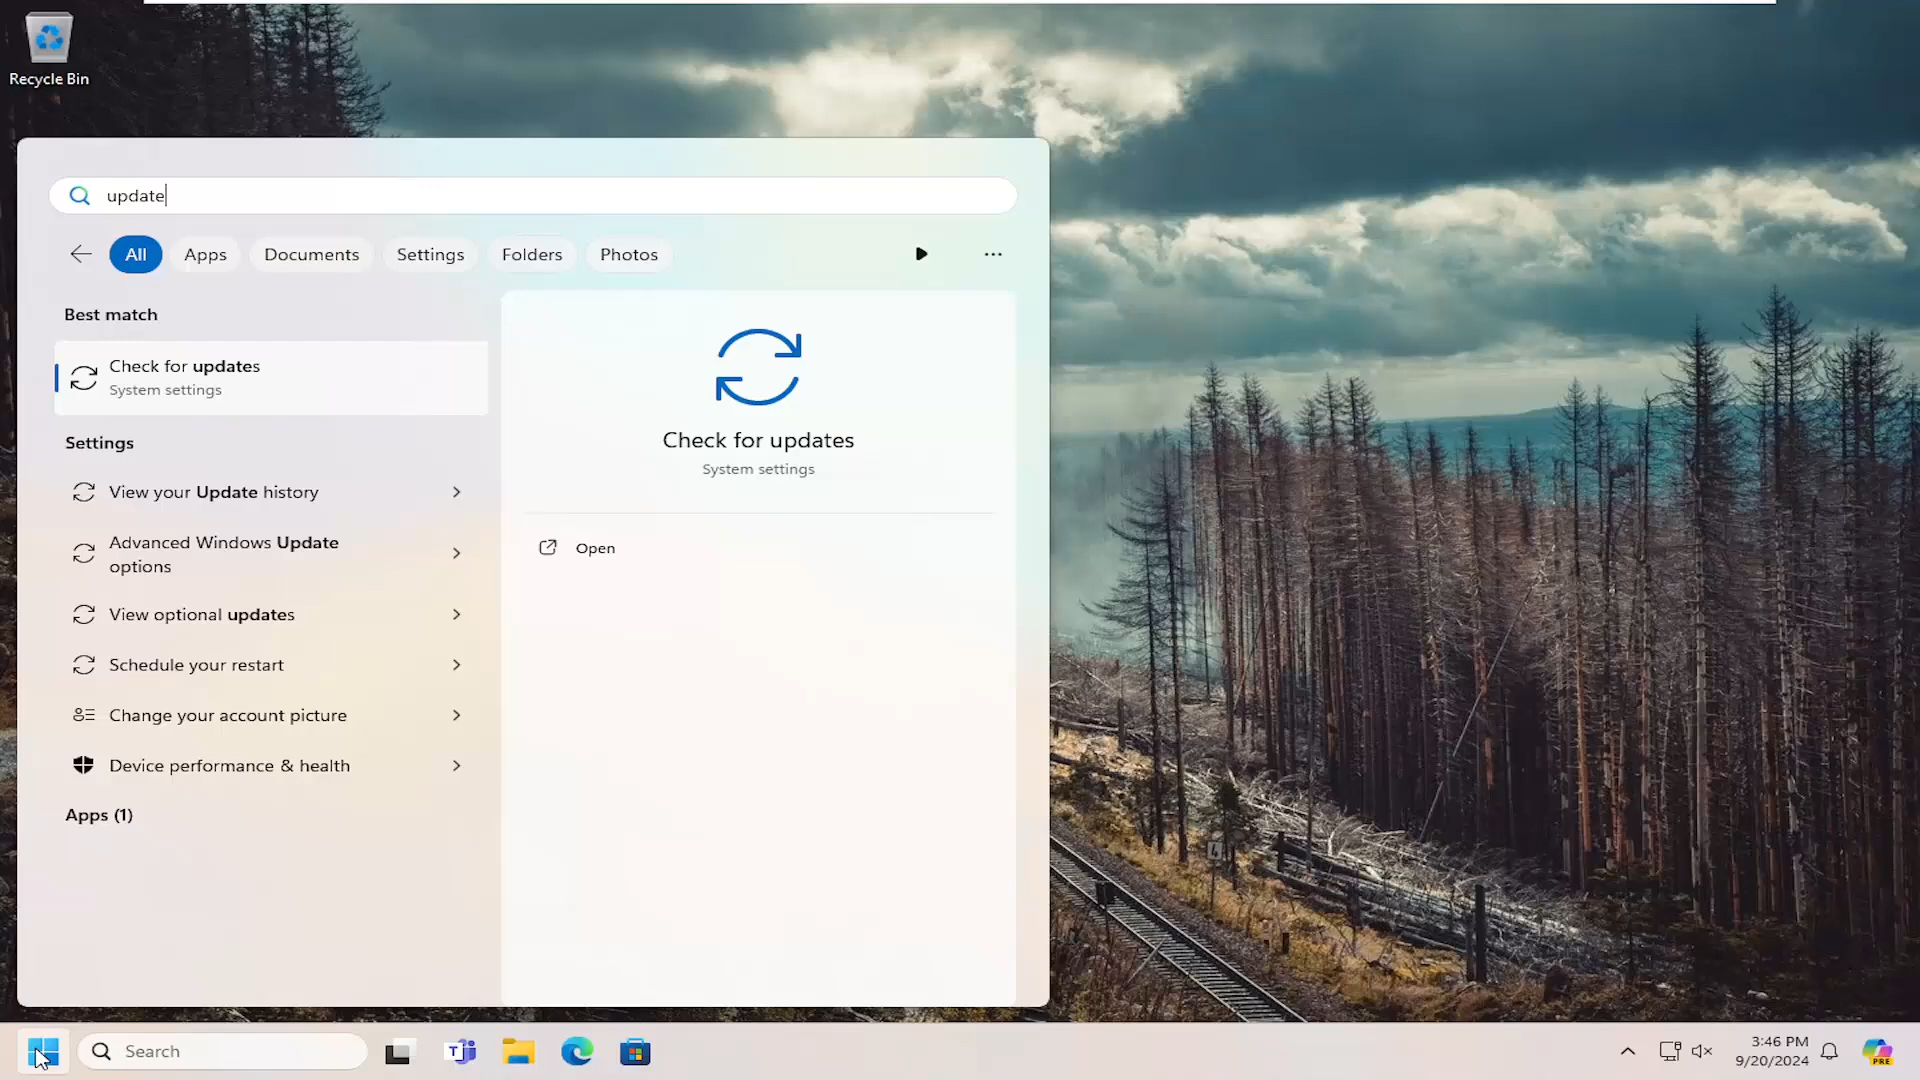 Recycle Bin
update
All
Apps
Documents
Settings
Folders
Photos
Best match
Check for updates
System settings
Settings
View your Update history
Advanced Windows Update
options
View optional updates
Schedule your restart
Change your account picture
Device performance & health
Apps (1)
Check for updates
System settings
Open
4
Search
T
3:46 PM
9/20/2024
PRE